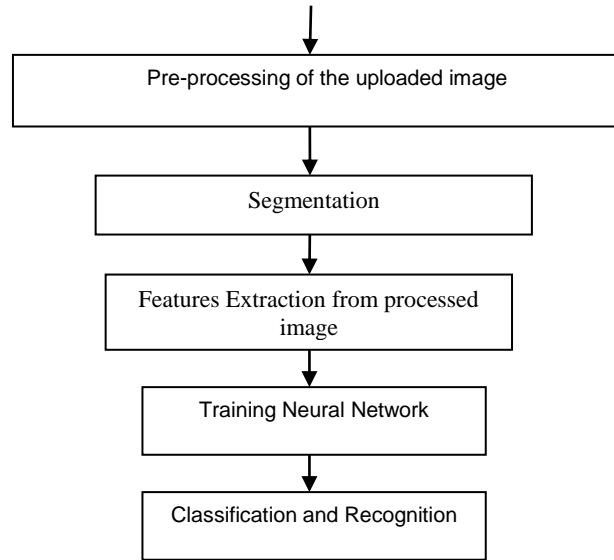 Pre-processing of the uploaded image
Segmentation
Features Extraction from processed
image
Training Neural Network
Classification and Recognition